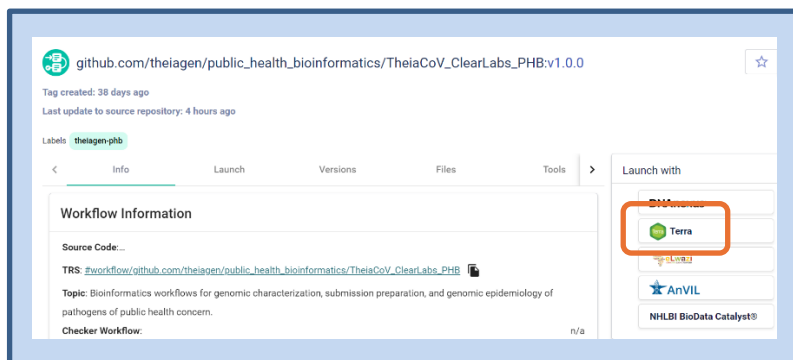 github.com/theiagen/public_health_bioinformatics/TheiaCoV_ClearLabs_PHB:v1.0.0
Tag created: 38 days ago
Last update to source repository: 4 hours ago
Labels theiagen-phb
Info Launch Versions Files Tools
Workflow Information
Source Code:...
TRS: #workflow/github.com/theiagen/public_health_bioinformatics/TheiaCoV_ClearLabs_PHB
Topic: Bioinformatics workflows for genomic characterization, submission preparation, and genomic epidemiology of
pathogens of public health concern.
Checker Workflow: n/a
Launch with
DNAnexus
Terra
eLwazi
AnVIL
NHLBI BioData Catalyst®